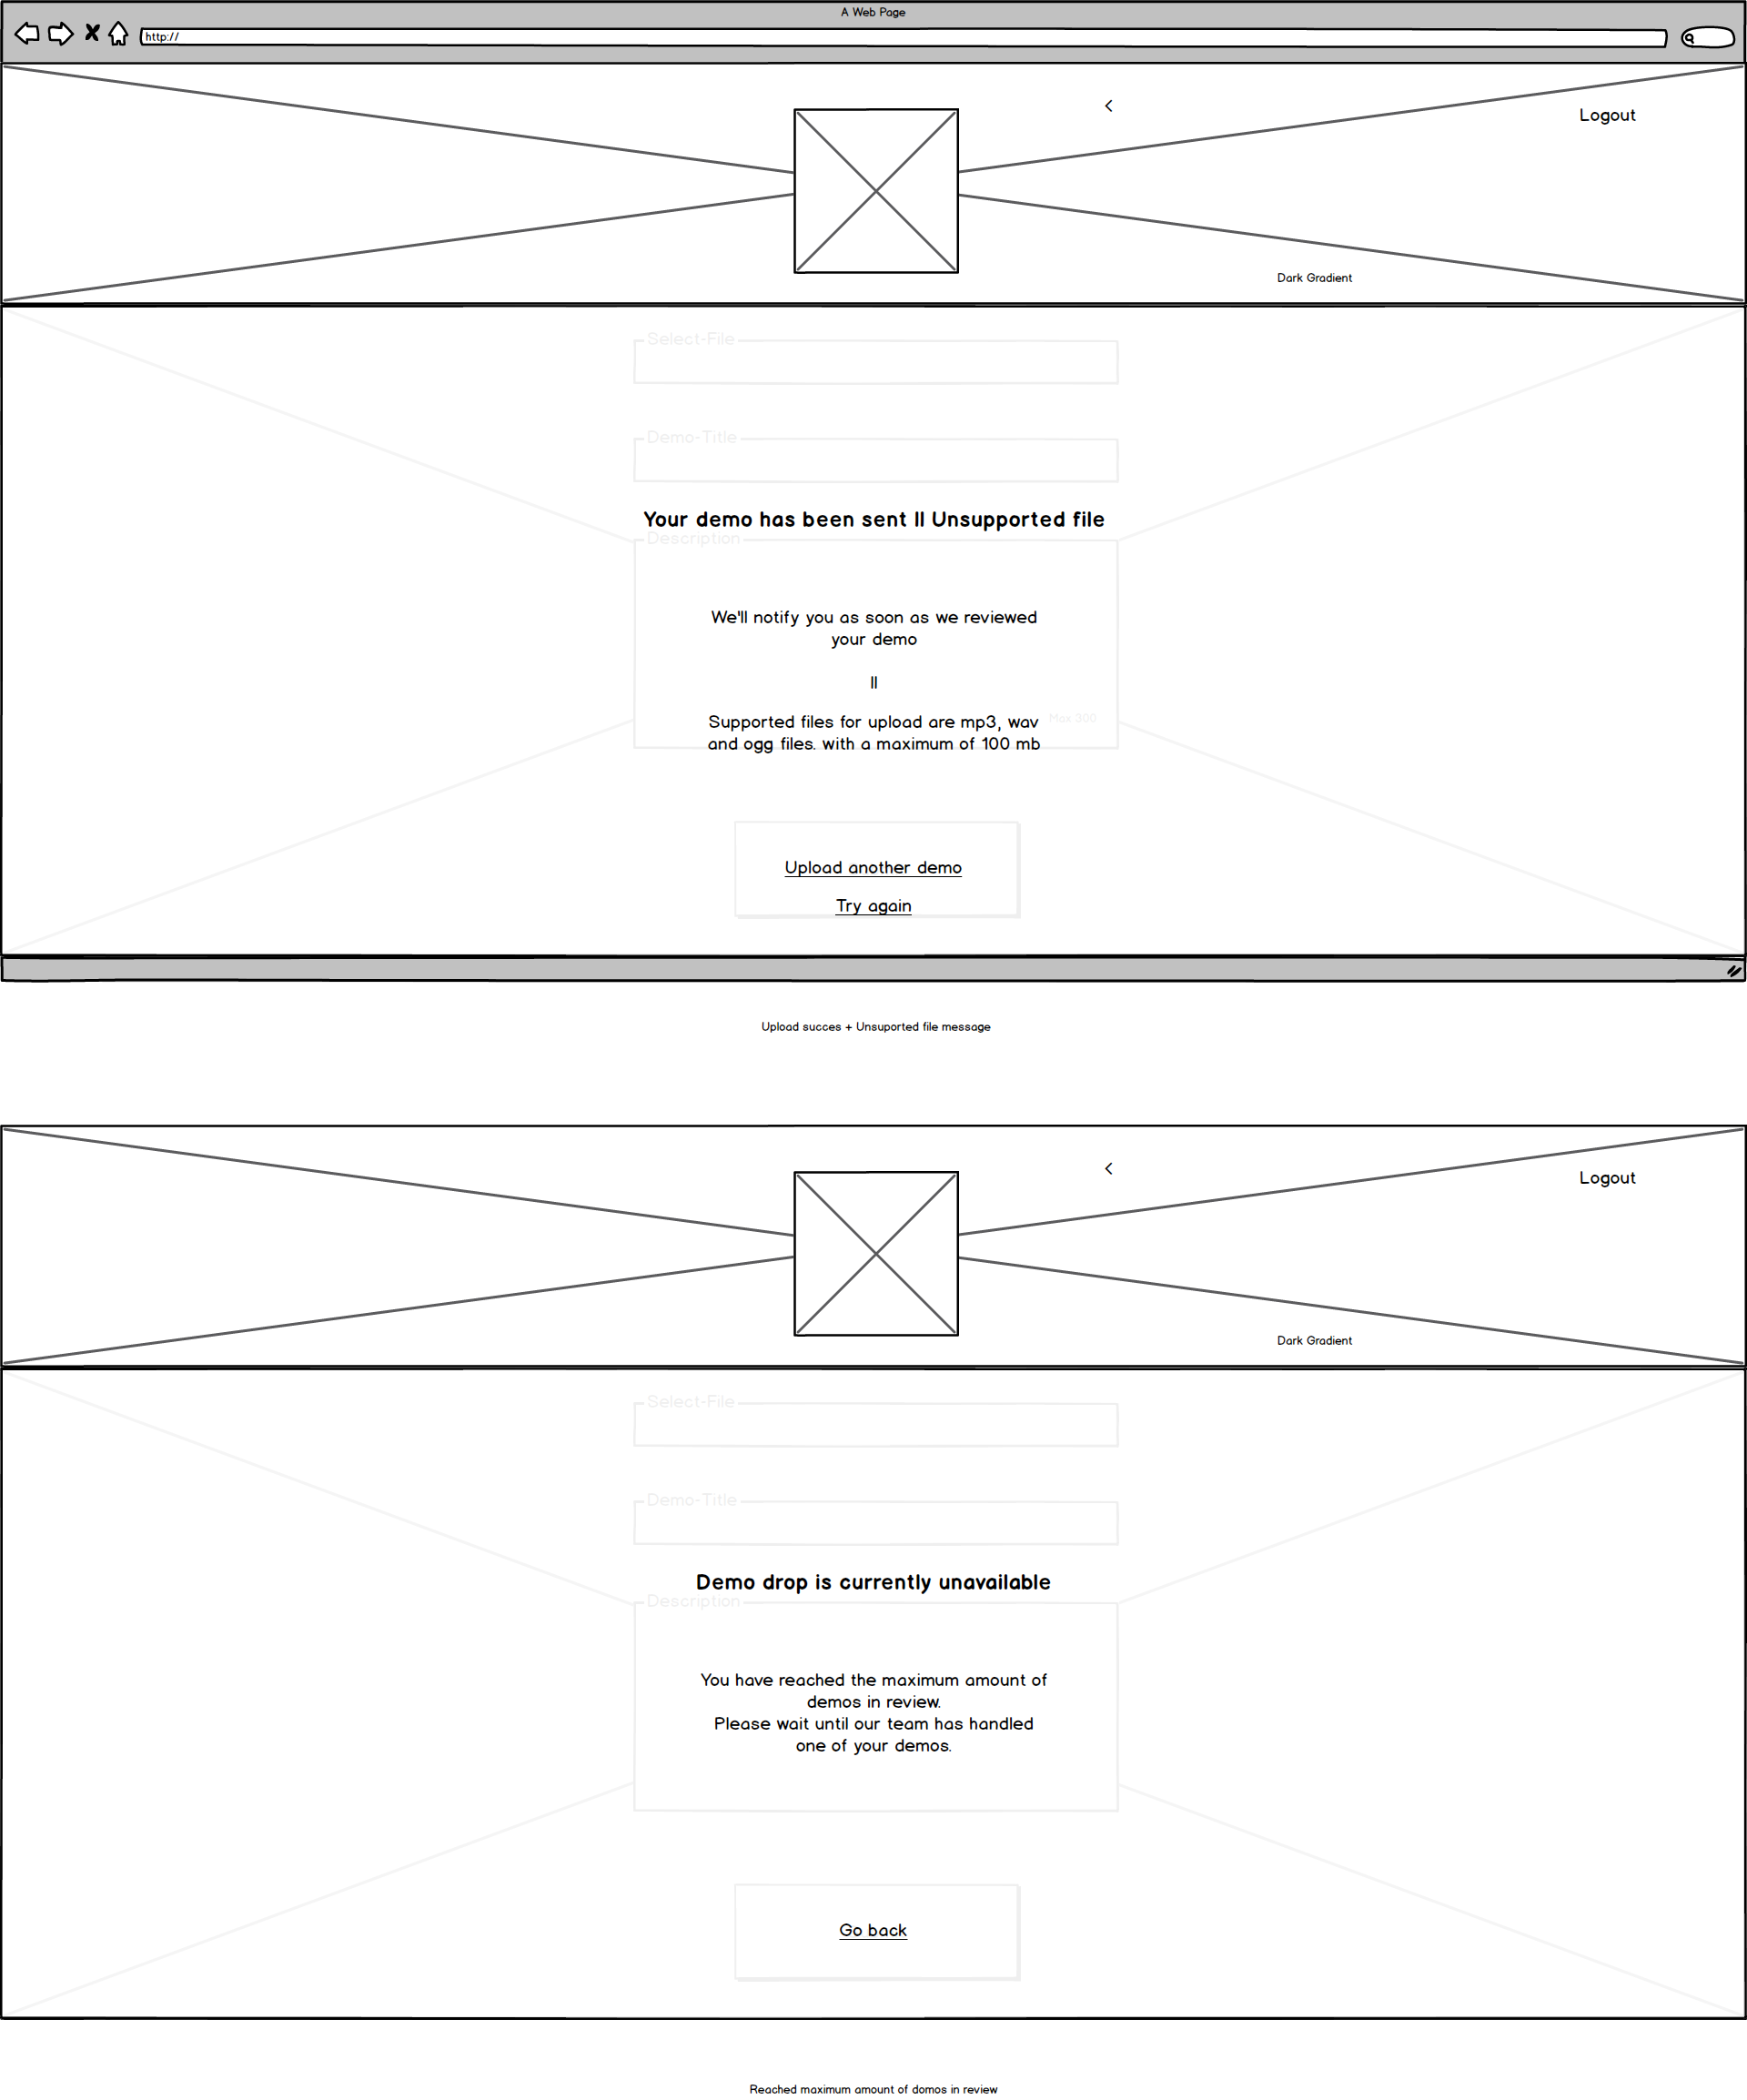 A Web Page
http://
<
Logout
Dark Gradient
Select-File
Demo-Title
Your demo has been sent || Unsupported file
Description
We'll notify you as soon as we reviewed
your demo
||
Supported files for upload are mp3, wav
Max 300
and ogg files. with a maximum of 100 mb
Upload another demo
Try again
Upload succes + Unsuported file message
<
Logout
Dark Gradient
Select-File
Demo-Title
Demo drop is currently unavailable
Description
You have reached the maximum amount of
demos in review.
Please wait until our team has handled
one of your demos.
Go back
Reached maximum amount of domos in review